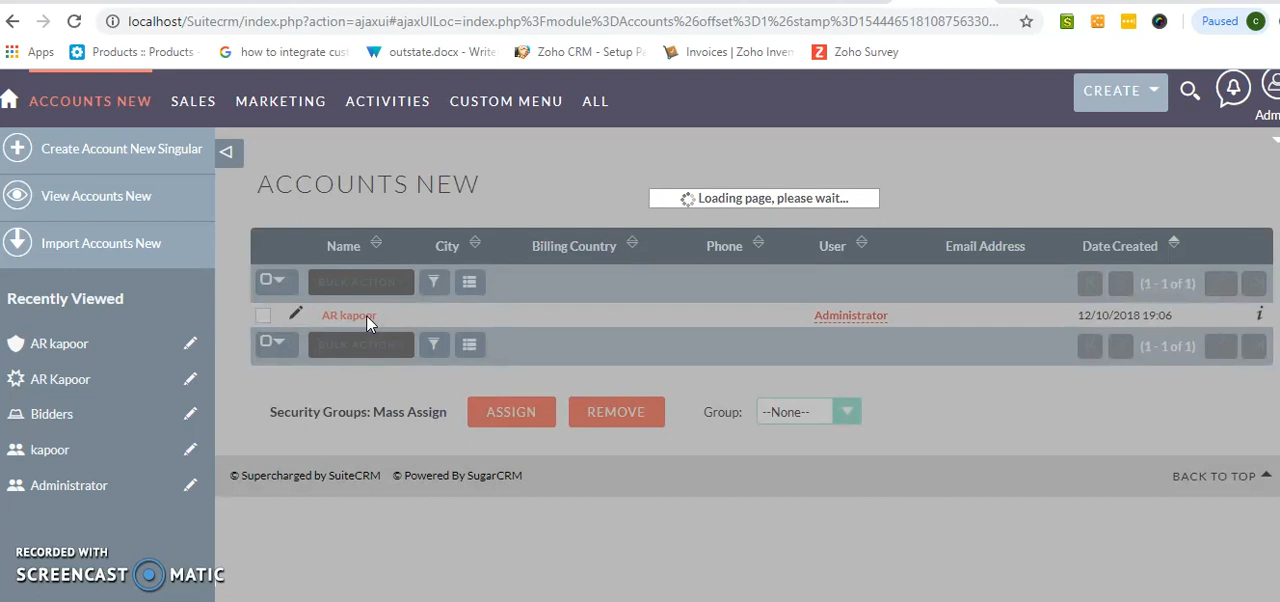 localhost/Suitecrm/index.php?action=ajaxui#ajaxUILoc=index.php%3Fmodule%3DAccounts%26offset%3D1%26stamp%3D154446518108756330...
Paused C
Apps Products :: Products - how to integrate cust outstate.docx - Write Zoho CRM - Setup Pa Invoices | Zoho Inven Zoho Survey
ACCOUNTS NEW SALES MARKETING ACTIVITIES CUSTOM MENU ALL CREATE
Adm
Create Account New Singular
View Accounts New
Import Accounts New
Recently Viewed
AR kapoor
AR Kapoor
Bidders
kapoor
Administrator
RECORDED WITH
SCREENCAST MATIC
ACCOUNTS NEW
Loading page, please wait...
Name City Billing Country Phone User Email Address Date Created
BULK ACTION (1 - 1 of 1)
AR kapoor Administrator 12/10/2018 19:06 i
BULK ACTION (1 - 1 of 1)
Security Groups: Mass Assign ASSIGN REMOVE Group: --None--
© Supercharged by SuiteCRM © Powered By SugarCRM
BACK TO TOP